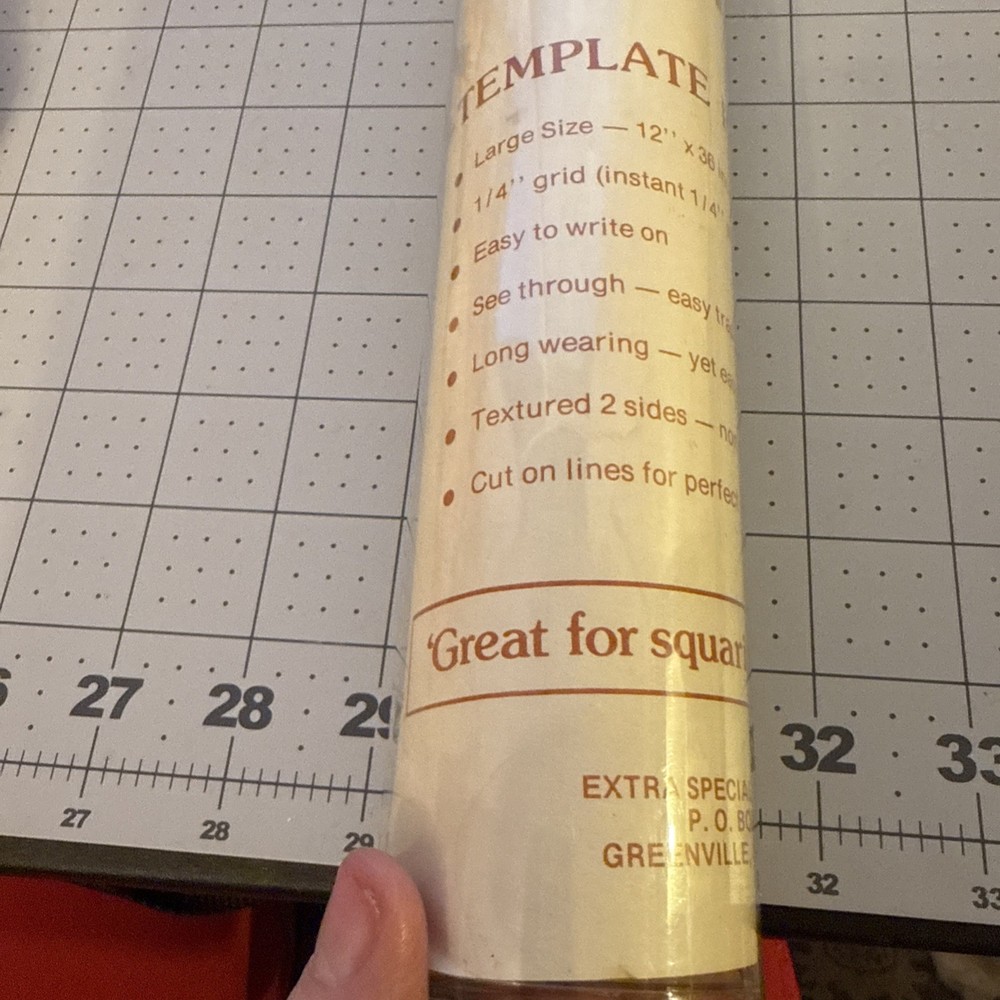 TEMPLATE
• Large Size — 12'' x 36
• 1/4'' grid (instant 1/4''
• Easy to write on
• See through — easy
• Long wearing — yet
• Textured 2 sides —
• Cut on lines for perfec
'Great for squar
EXTRA SPECIA
P. O. BO
GREENVILLE
27 28 29 32 33
27 28 29 32 33